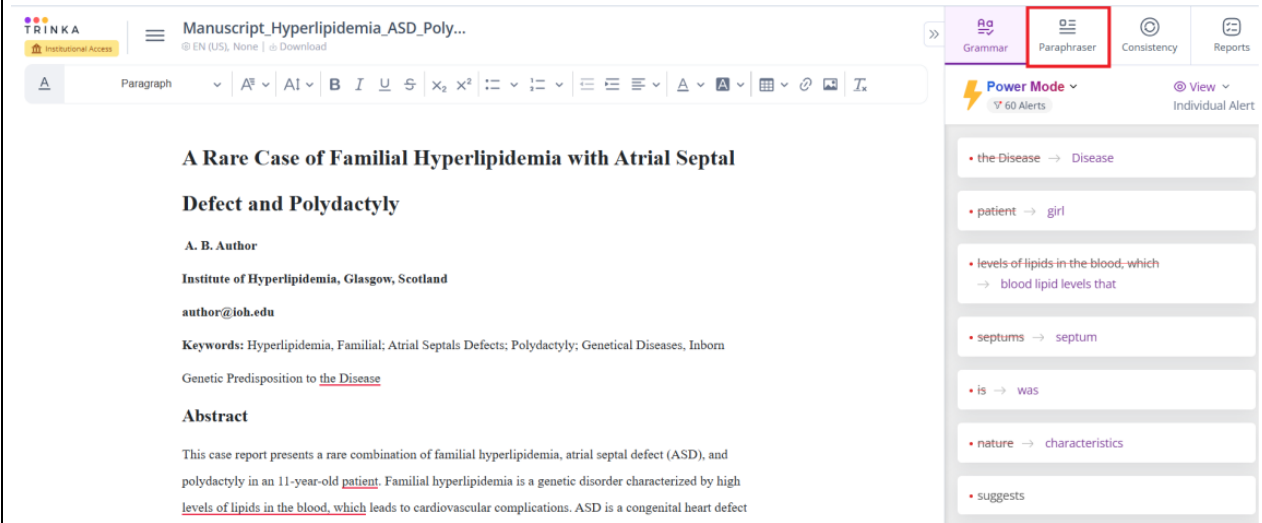 TRINKA
Institutional Access
Manuscript_Hyperlipidemia_ASD_Poly...
EN (US), None | Download
Grammar
Paraphraser
Consistency
Reports
A Paragraph B I U S x₂ x² A A Tx
Power Mode
60 Alerts
View
Individual Alert
A Rare Case of Familial Hyperlipidemia with Atrial Septal
Defect and Polydactyly
A. B. Author
Institute of Hyperlipidemia, Glasgow, Scotland
author@ioh.edu
Keywords: Hyperlipidemia, Familial; Atrial Septals Defects; Polydactyly; Genetical Diseases, Inborn
Genetic Predisposition to the Disease
Abstract
This case report presents a rare combination of familial hyperlipidemia, atrial septal defect (ASD), and
polydactyly in an 11-year-old patient. Familial hyperlipidemia is a genetic disorder characterized by high
levels of lipids in the blood, which leads to cardiovascular complications. ASD is a congenital heart defect
the Disease → Disease
patient → girl
levels of lipids in the blood, which
→ blood lipid levels that
septums → septum
is → was
nature → characteristics
suggests